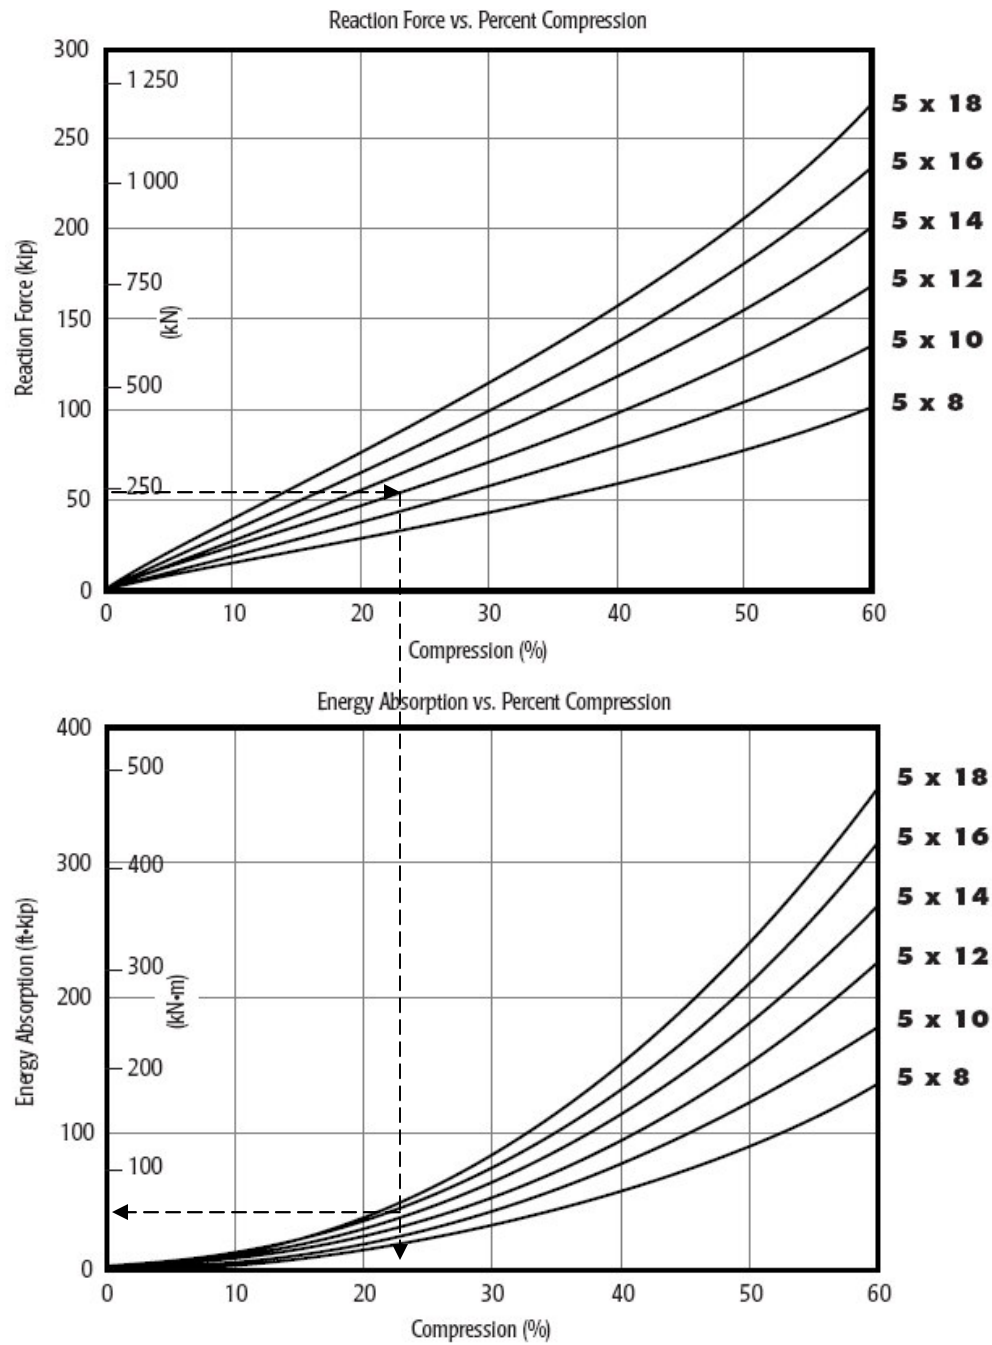 Reaction Force vs. Percent Compression
300
1 250
5 x 18
250
5 x 16
1 000
5 x 14
200
Reaction Force (kip)
750
5 x 12
150
(kN)
5 x 10
500
100
5 x 8
250
50
0
0 10 20 30 40 50 60
Compression (%)
Energy Absorption vs. Percent Compression
400
500
5 x 18
5 x 16
300
400
5 x 14
Energy Absorption (ft•kip)
5 x 12
300
200
(kN•m)
5 x 10
200
5 x 8
100
100
0
0 10 20 30 40 50 60
Compression (%)